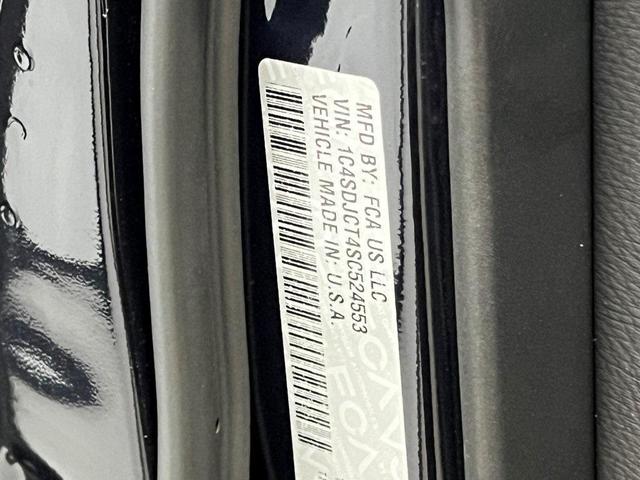 MFD BY: FCA US LLC
VIN: 1C4SDJCT4SC524553
VEHICLE MADE IN: U.S.A.